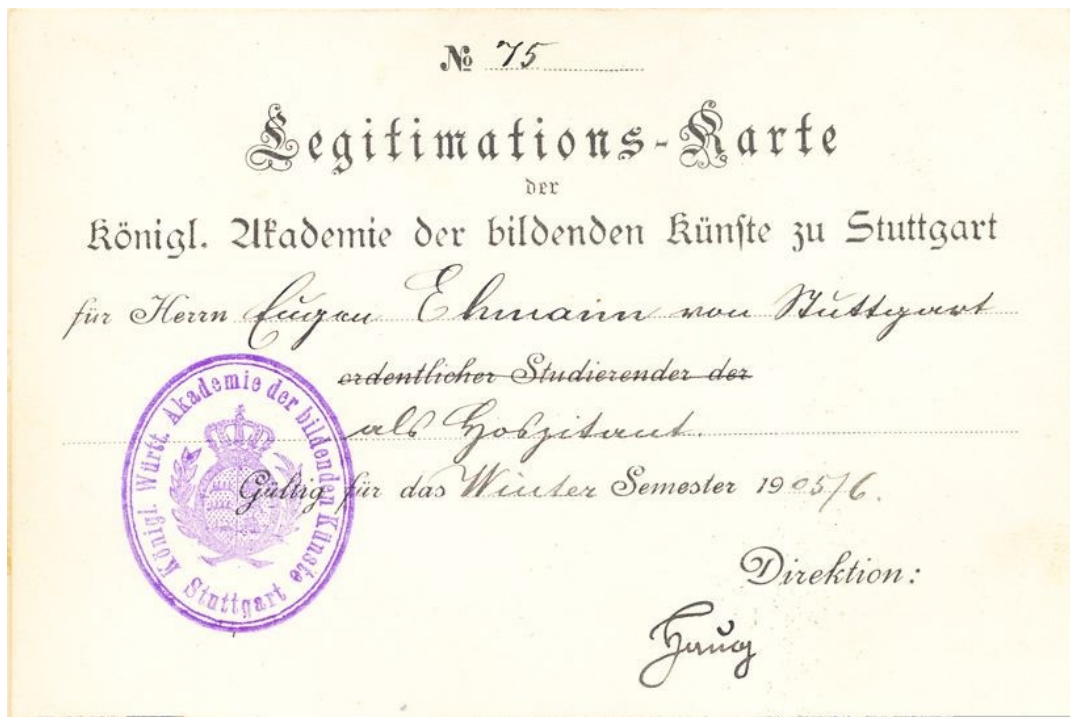 № 75
Legitimations-Karte
der
Königl. Akademie der bildenden Künste zu Stuttgart
für Herrn Eugen Ehmann von Stuttgart
ordentlicher Studierender der
als Hospitant.
Gültig für das Winter Semester 1905/6.
Direktion:
Haug
Königl. Württ. Akademie der bildenden Künste
Stuttgart